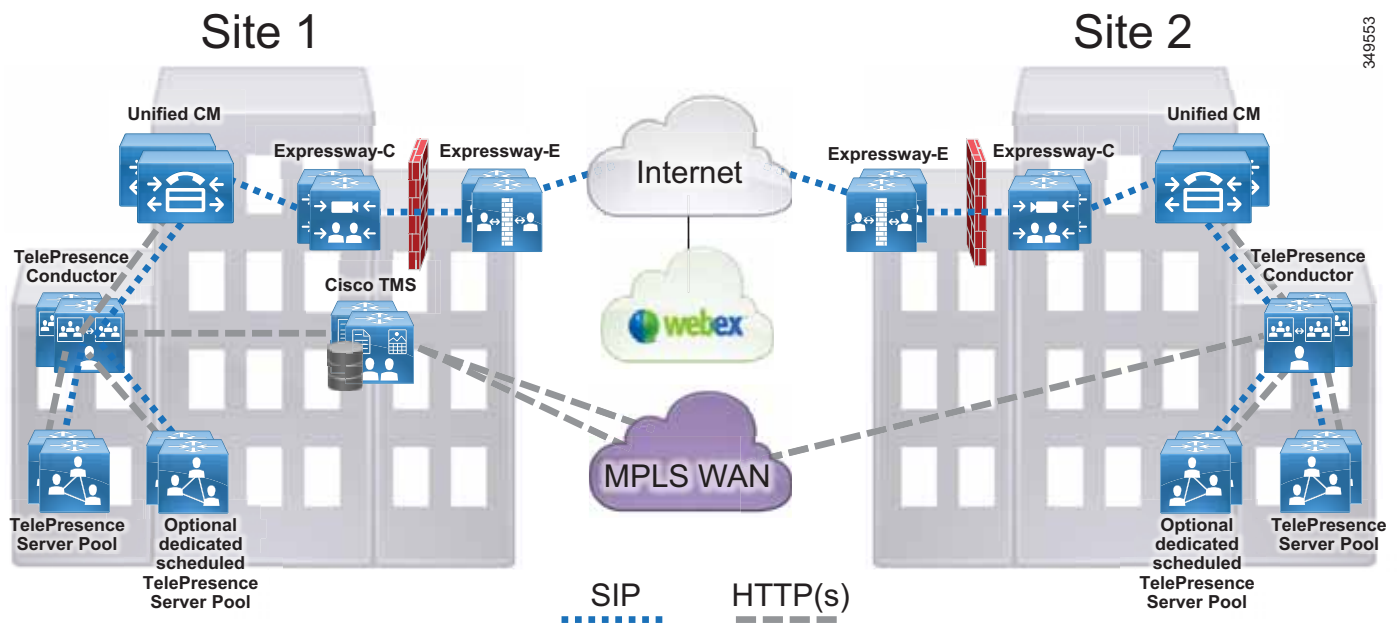 Site 1
Site 2
349553
Unified CM
Expressway-C
Expressway-E
Internet
Expressway-E
Expressway-C
Unified CM
TelePresence
Conductor
Cisco TMS
webex
TelePresence
Conductor
MPLS WAN
TelePresence
Server Pool
Optional
dedicated
scheduled
TelePresence
Server Pool
Optional
dedicated
scheduled
TelePresence
Server Pool
TelePresence
Server Pool
SIP
HTTP(s)